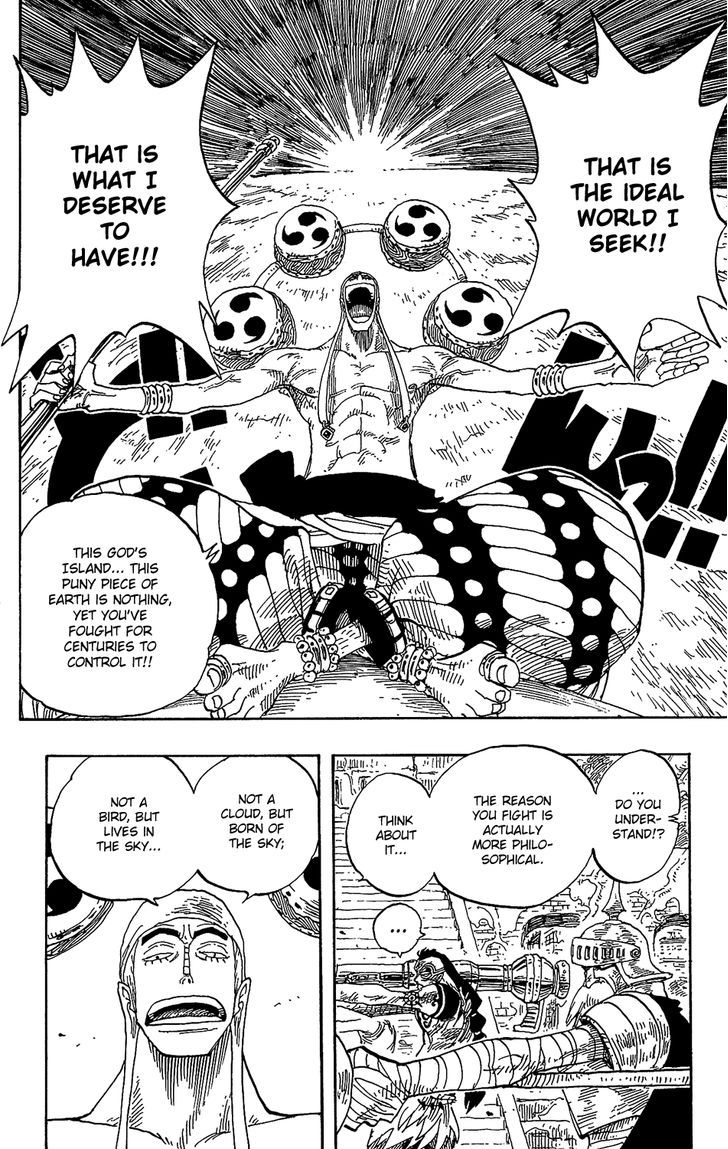 THAT IS
THE IDEAL
WORLD I
SEEK!!
THAT IS
WHAT I
DESERVE
TO
HAVE!!!
THIS GOD'S
ISLAND... THIS
PUNY PIECE OF
EARTH IS NOTHING,
YET YOU'VE
FOUGHT FOR
CENTURIES TO
CONTROL IT!!
...
DO YOU
UNDER-
STAND!?
THE REASON
YOU FIGHT IS
ACTUALLY
MORE PHILO-
SOPHICAL.
THINK
ABOUT
IT...
...
NOT A
CLOUD, BUT
BORN OF
THE SKY;
NOT A
BIRD, BUT
LIVES IN
THE SKY...